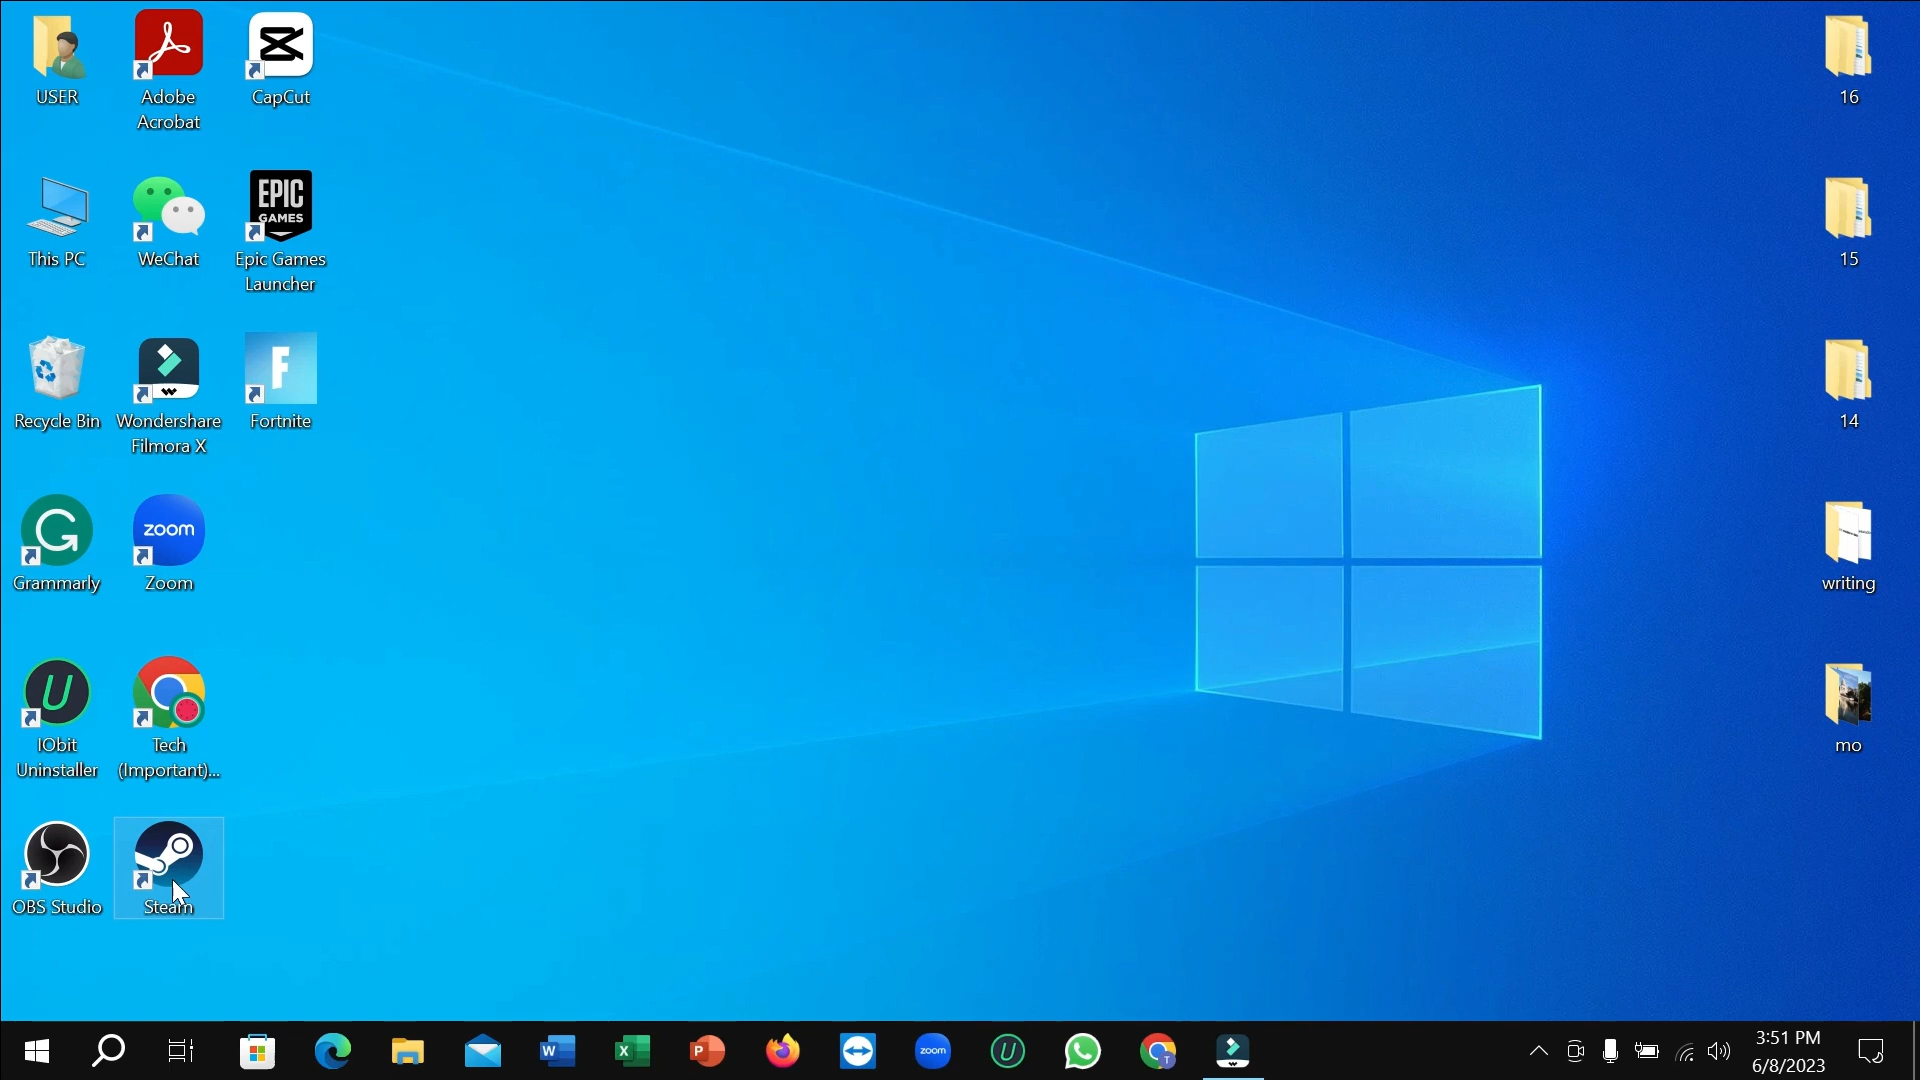 USER
Adobe
Acrobat
CapCut
16
EPIC
GAMES
This PC
WeChat
Epic Games
Launcher
15
F
Recycle Bin
Wondershare
Filmora X
Fortnite
14
G
zoom
Grammarly
Zoom
writing
U
IObit
Uninstaller
Tech
(Important)...
mo
OBS Studio
Steam
W
X
P
zoom
U
T
3:51 PM
6/8/2023